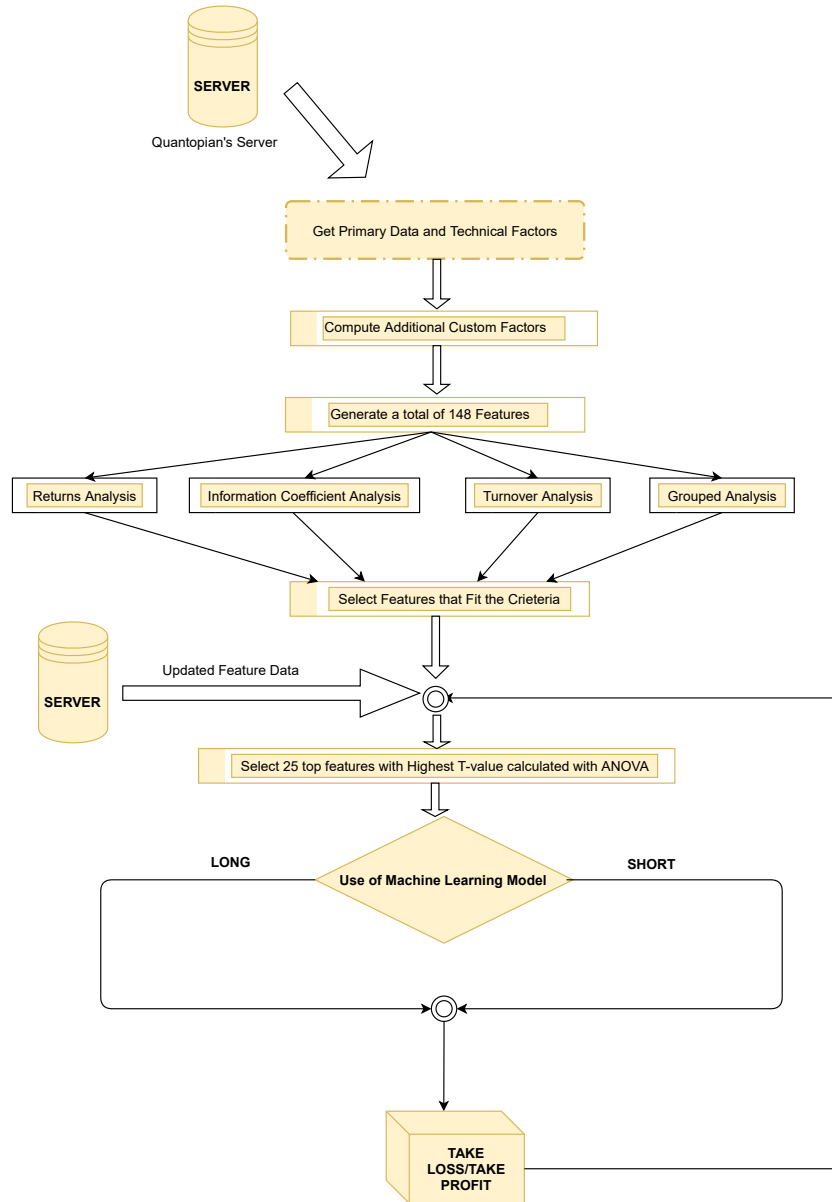 SERVER
Quantopian's Server
Get Primary Data and Technical Factors
Compute Additional Custom Factors
Generate a total of 148 Features
Returns Analysis
Information Coefficient Analysis
Turnover Analysis
Grouped Analysis
Select Features that Fit the Crieteria
Updated Feature Data
SERVER
Select 25 top features with Highest T-value calculated with ANOVA
LONG
SHORT
Use of Machine Learning Model
TAKE
LOSS/TAKE
PROFIT